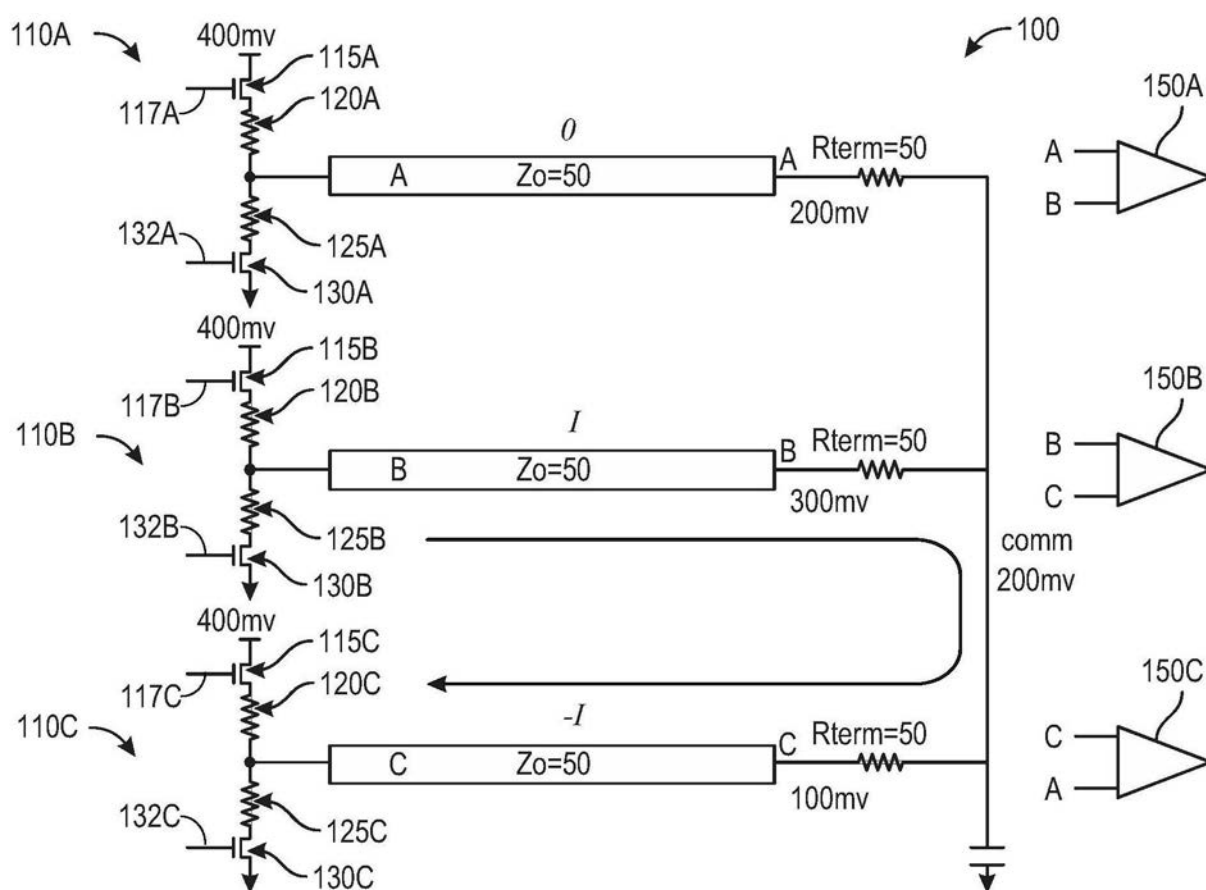 110A
400mv
100
115A
150A
117A
120A
0
A
A Zo=50
Rterm=50
A
B
200mv
132A
125A
130A
400mv
115B
150B
117B
120B
110B
I
B
B Zo=50
Rterm=50
B
C
300mv
132B
125B
130B
comm
200mv
400mv
115C
150C
117C
120C
110C
-I
C
C Zo=50
Rterm=50
C
A
100mv
132C
125C
130C